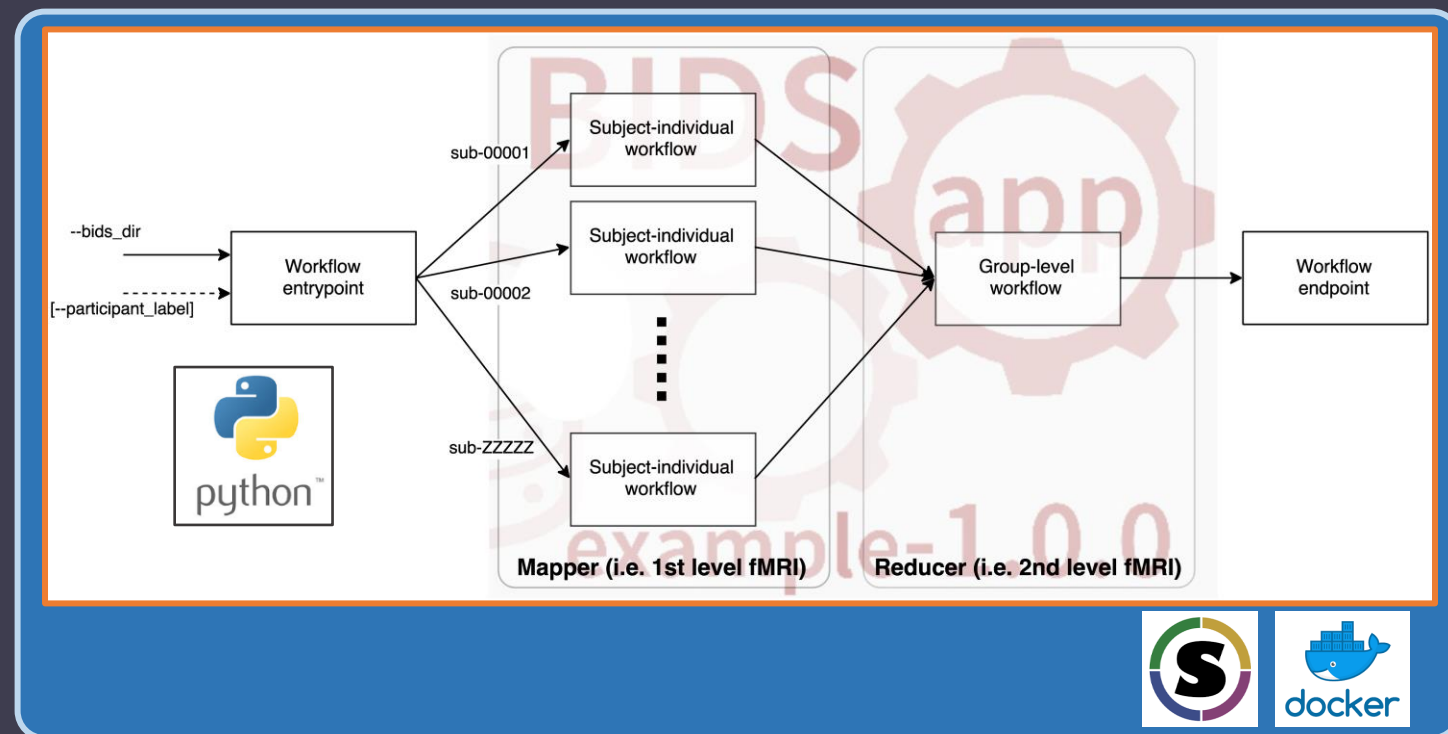 BIDS
app
example-1.0.0
--bids_dir
[--participant_label]
Workflow
entrypoint
sub-00001
sub-00002
sub-ZZZZZ
Subject-individual
workflow
Subject-individual
workflow
Subject-individual
workflow
Mapper (i.e. 1st level fMRI)
Group-level
workflow
Reducer (i.e. 2nd level fMRI)
Workflow
endpoint
python™
S
docker